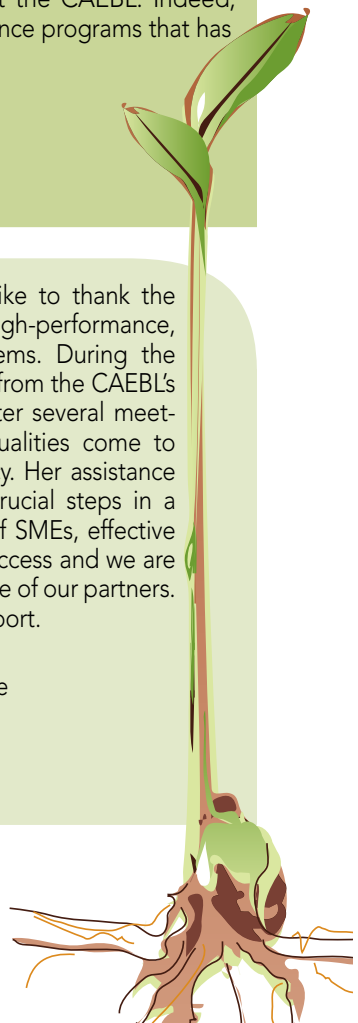 the CAEBL. Indeed,
ance programs that has
ike to thank the
gh-performance,
ems. During the
from the CAEBL's
ter several meet-
ualities come to
y. Her assistance
rucial steps in a
f SMEs, effective
ccess and we are
e of our partners.
port.
e